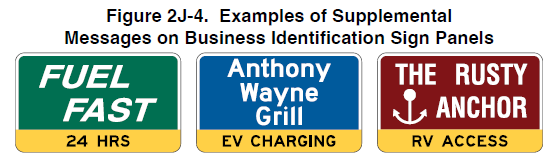 Figure 2J-4. Examples of Supplemental
Messages on Business Identification Sign Panels
FUEL
FAST
24 HRS
Anthony
Wayne
Grill
EV CHARGING
THE RUSTY
ANCHOR
RV ACCESS